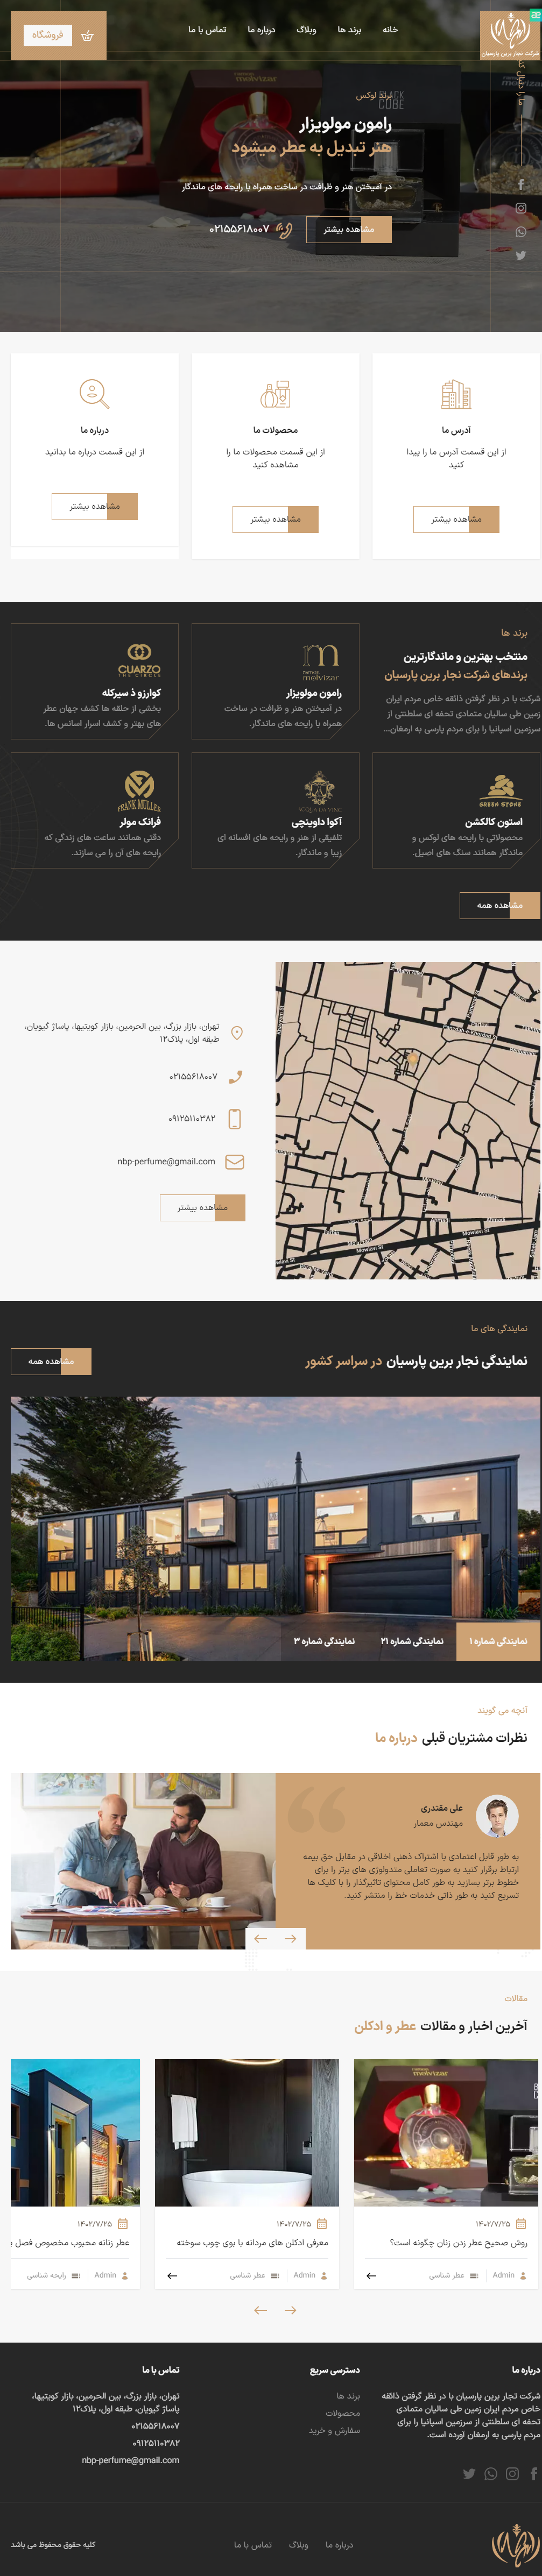 خانه
برند ها
وبلاگ
درباره ما
تماس با ما
فروشگاه
شرکت نجار برین پارسیان
ما را دنبال کنید
برند لوکس
BLACK CUBE
رامون مولویزار
هنر تبدیل به عطر میشود
در آمیختن هنر و ظرافت در ساخت همراه با رایحه های ماندگار
مشاهده بیشتر
۰۲۱۵۵۶۱۸۰۰۷
آدرس ما
از این قسمت آدرس ما را پیدا
کنید
مشاهده بیشتر
محصولات ما
از این قسمت محصولات ما را
مشاهده کنید
مشاهده بیشتر
درباره ما
از این قسمت درباره ما بدانید
مشاهده بیشتر
برند ها
منتخب بهترین و ماندگارترین
برندهای شرکت نجار برین پارسیان
شرکت با در نظر گرفتن ذائقه خاص مردم ایران
زمین طی سالیان متمادی تحفه ای سلطنتی از
سرزمین اسپانیا را برای مردم پارسی به ارمغان...
ramon molvizar
رامون مولویزار
در آمیختن هنر و ظرافت در ساخت
همراه با رایحه های ماندگار.
CUARZO
THE CIRCLE
کوارزو ذ سیرکله
بخشی از حلقه ها کشف جهان عطر
های بهتر و کشف اسرار اسانس ها.
GREEN STONE
استون کالکشن
محصولاتی با رایحه های لوکس و
ماندگار همانند سنگ های اصیل.
ACQUA DA VINCI
آکوا داوینچی
تلفیقی از هنر و رایحه های افسانه ای
زیبا و ماندگار.
FRANK MULLER
فرانک مولر
دقتی همانند ساعت های زندگی که
رایحه های آن را می سازند.
مشاهده همه
تهران، بازار بزرگ، بین الحرمین، بازار کویتیها، پاساژ گیویان،
طبقه اول، پلاک۱۲
۰۲۱۵۵۶۱۸۰۰۷
۰۹۱۲۵۱۱۰۳۸۲
nbp-perfume@gmail.com
مشاهده بیشتر
نمایندگی های ما
نمایندگی نجار برین پارسیان در سراسر کشور
مشاهده همه
نمایندگی شماره ۱
نمایندگی شماره ۲۱
نمایندگی شماره ۳
آنچه می گویند
نظرات مشتریان قبلی درباره ما
علی مقتدری
مهندس معمار
به طور قابل اعتمادی با اشتراک ذهنی اخلاقی در مقابل حق بیمه
ارتباط برقرار کنید به صورت تعاملی متدولوژی های برتر را برای
خطوط برتر بسازید به طور کامل محتوای تاثیرگذار را با کلیک ها
تسریع کنید به طور ذاتی خدمات خط را منتشر کنید.
مقالات
آخرین اخبار و مقالات عطر و ادکلن
۱۴۰۲/۷/۲۵
روش صحیح عطر زدن زنان چگونه است؟
Admin
عطر شناسی
۱۴۰۲/۷/۲۵
معرفی ادکلن های مردانه با بوی چوب سوخته
Admin
عطر شناسی
۱۴۰۲/۷/۲۵
عطر زنانه محبوب مخصوص فصل
Admin
رایحه شناسی
درباره ما
شرکت تجار برین پارسیان با در نظر گرفتن ذائقه
خاص مردم ایران زمین طی سالیان متمادی
تحفه ای سلطنتی از سرزمین اسپانیا را برای
مردم پارسی به ارمغان آورده است.
دسترسی سریع
برند ها
محصولات
سفارش و خرید
تماس با ما
تهران، بازار بزرگ، بین الحرمین، بازار کویتیها،
پاساژ گیویان، طبقه اول، پلاک۱۲
۰۲۱۵۵۶۱۸۰۰۷
۰۹۱۲۵۱۱۰۳۸۲
nbp-perfume@gmail.com
درباره ما
وبلاگ
تماس با ما
کلیه حقوق محفوظ می باشد